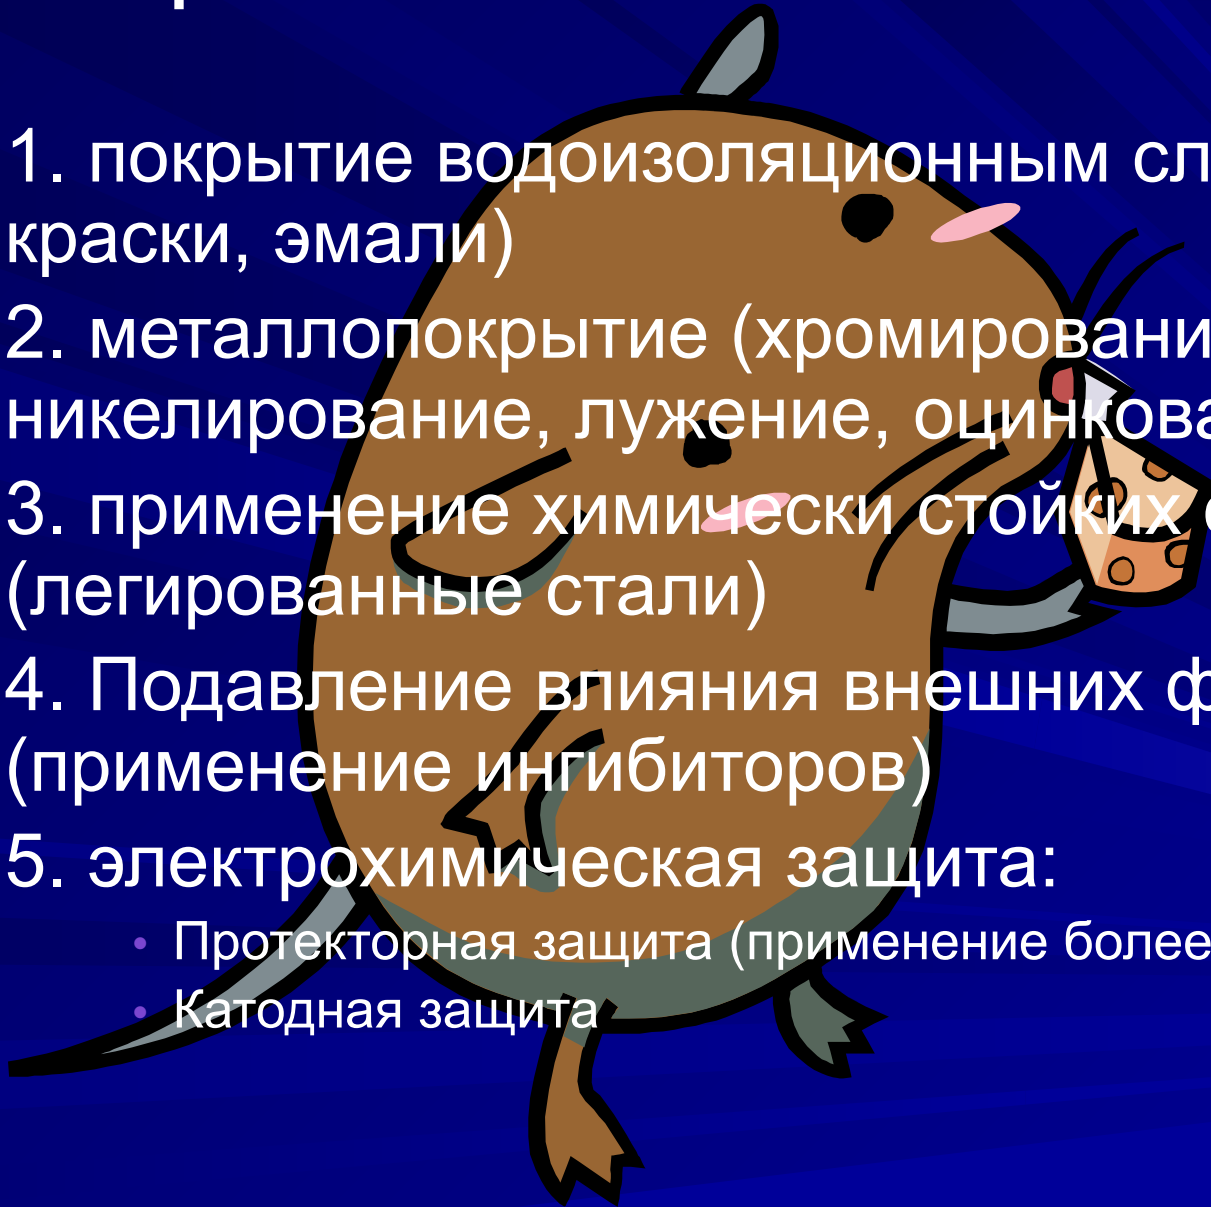 1. покрытие водоизоляционным сл
краски, эмали)
2. металлопокрытие (хромировани
никелирование, лужение, оцинкова
3. применение химически стойких с
(легированные стали)
4. Подавление влияния внешних ф
(применение ингибиторов)
5. электрохимическая защита:
• Протекторная защита (применение более
• Катодная защита